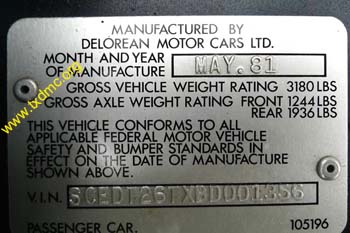 MANUFACTURED BY
DELOREAN MOTOR CARS LTD.
MONTH AND YEAR
OF MANUFACTURE MAY.81
GROSS VEHICLE WEIGHT RATING 3180 LBS
GROSS AXLE WEIGHT RATING FRONT 1244 LBS
REAR 1936 LBS
THIS VEHICLE CONFORMS TO ALL
APPLICABLE FEDERAL MOTOR VEHICLE
SAFETY AND BUMPER STANDARDS IN
EFFECT ON THE DATE OF MANUFACTURE
SHOWN ABOVE.
V.I.N. SCEDT26TXBD001356
PASSENGER CAR. 105196
www.txdmc.org